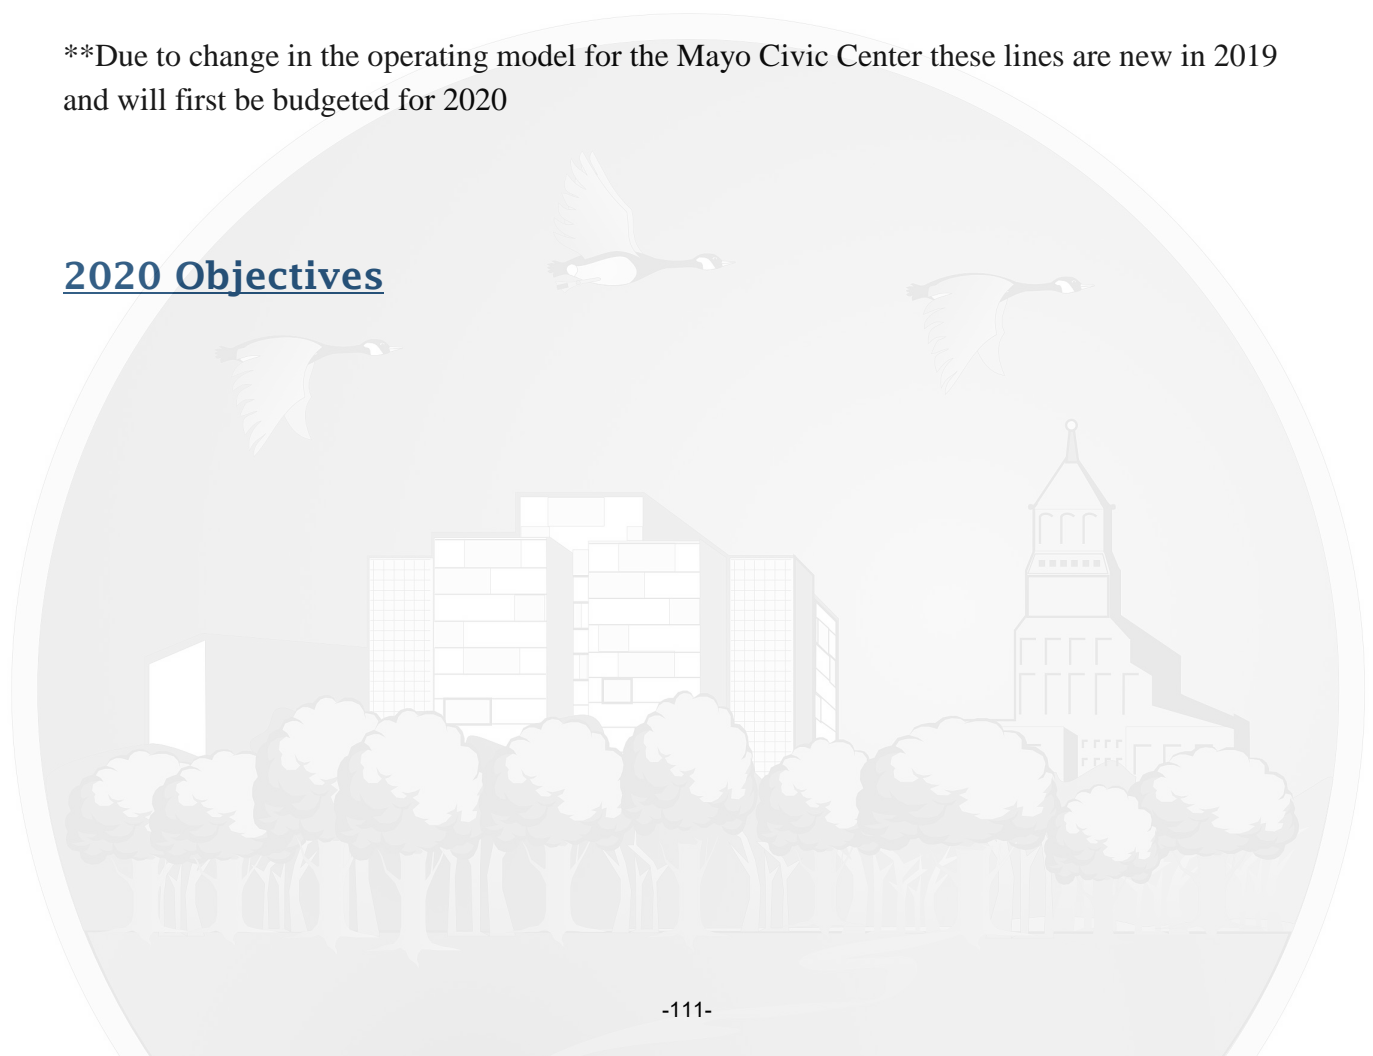 **Due to change in the operating model for the Mayo Civic Center these lines are new in 2019
and will first be budgeted for 2020
2020 Objectives
-111-